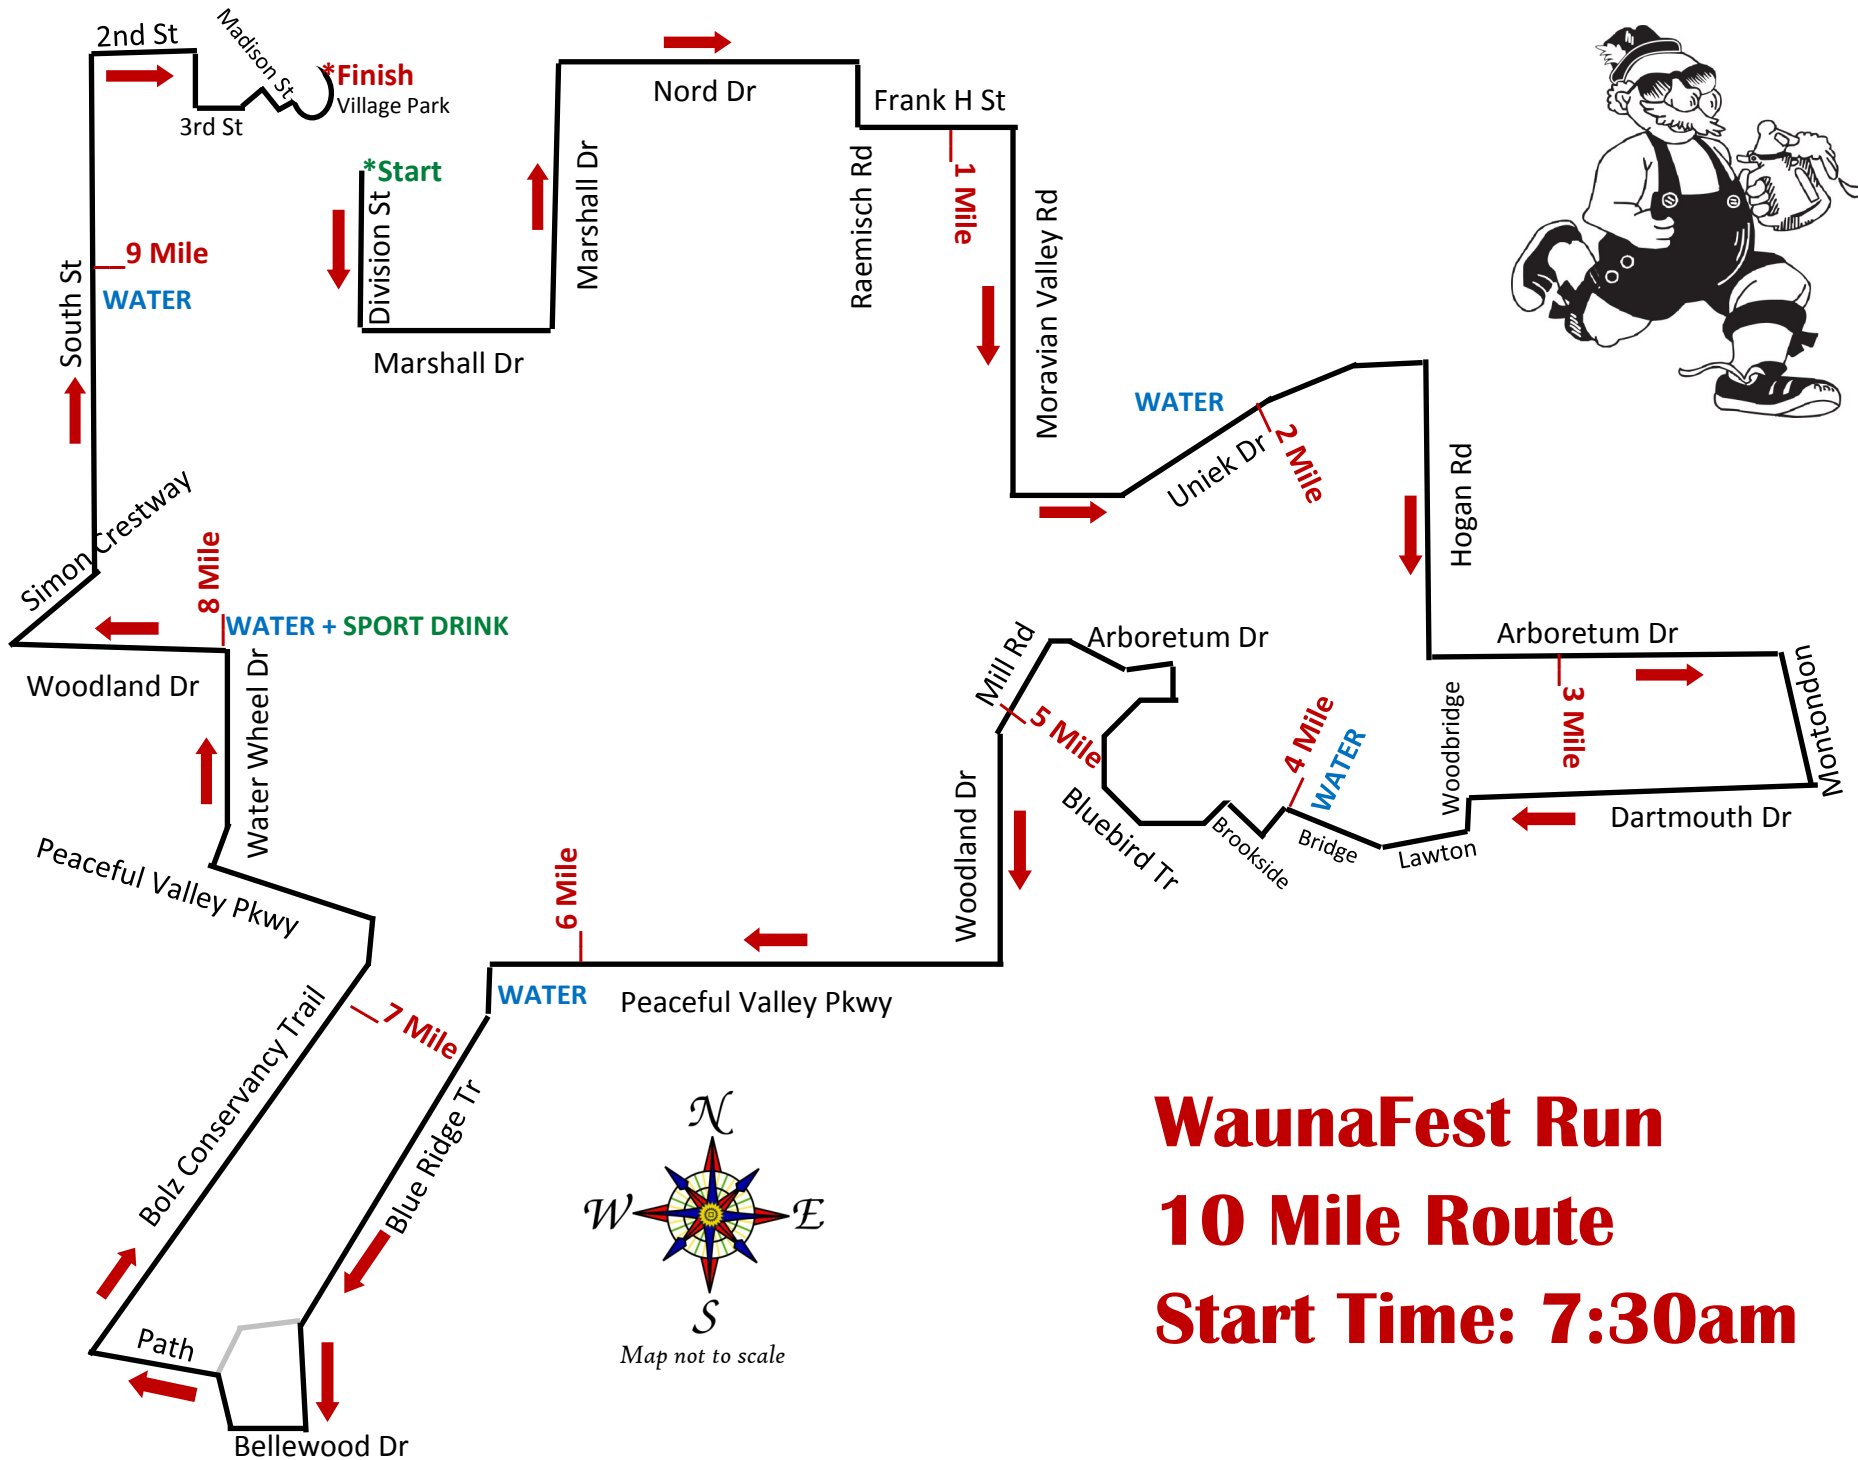 2nd St
Madison St
*Finish
Village Park
3rd St
Nord Dr
Frank H St
*Start
Division St
Marshall Dr
Marshall Dr
Raemisch Rd
1 Mile
Moravian Valley Rd
9 Mile
WATER
South St
WATER
Uniek Dr
2 Mile
Hogan Rd
Simon Crestway
8 Mile
WATER + SPORT DRINK
Woodland Dr
Water Wheel Dr
Mill Rd
Arboretum Dr
Arboretum Dr
Montondon
3 Mile
Woodbridge
5 Mile
4 Mile
WATER
Bluebird Tr
Brookside
Bridge
Lawton
Dartmouth Dr
Peaceful Valley Pkwy
6 Mile
Woodland Dr
WATER
Peaceful Valley Pkwy
7 Mile
Bolz Conservancy Trail
Blue Ridge Tr
N
W
E
S
Map not to scale
Path
Bellewood Dr
WaunaFest Run
10 Mile Route
Start Time: 7:30am